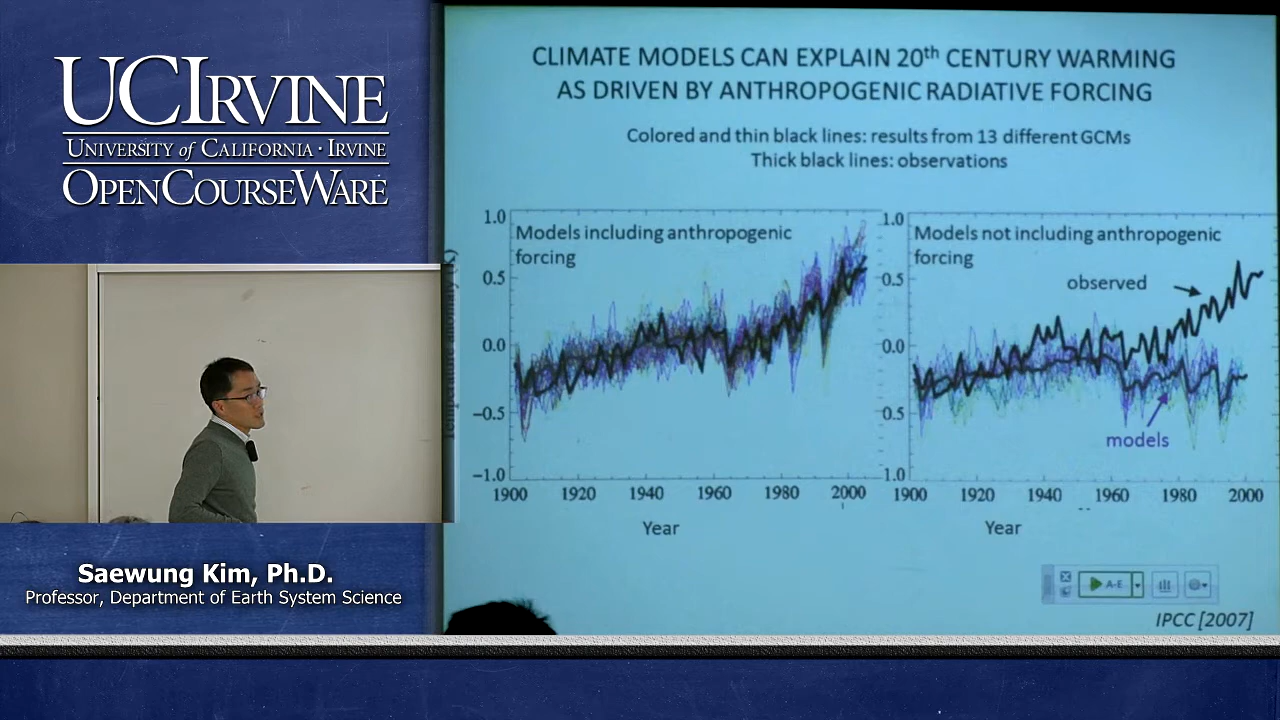 UCIRVINE
UNIVERSITY of CALIFORNIA · IRVINE
OPENCOURSEWARE
Saewung Kim, Ph.D.
Professor, Department of Earth System Science
CLIMATE MODELS CAN EXPLAIN 20th CENTURY WARMING
AS DRIVEN BY ANTHROPOGENIC RADIATIVE FORCING
Colored and thin black lines: results from 13 different GCMs
Thick black lines: observations
1.0
0.5
0.0
−0.5
−1.0
Models including anthropogenic
forcing
1900 1920 1940 1960 1980 2000
Year
1.0
0.5
0.0
0.5
1.0
Models not including anthropogenic
forcing
observed
models
1900 1920 1940 1960 1980 2000
Year
A-E
IPCC [2007]